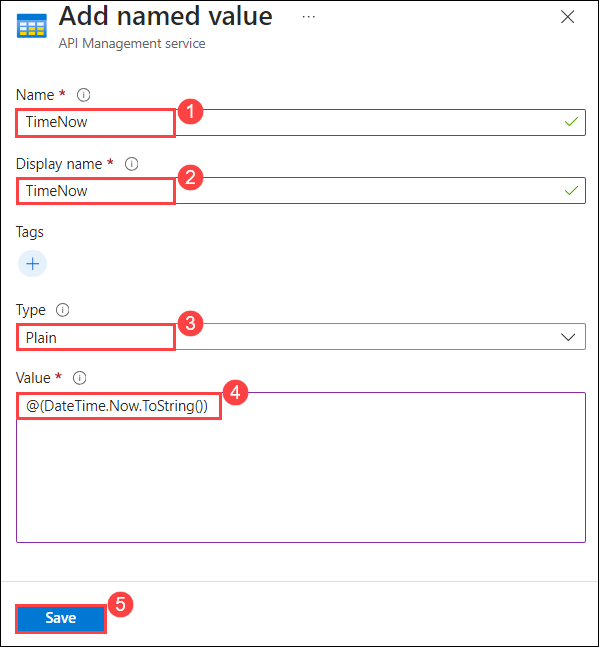 Add named value ...
API Management service
Name *
TimeNow
1
Display name *
TimeNow
2
Tags
+
Type
Plain
3
Value *
@(DateTime.Now.ToString())
4
Save
5